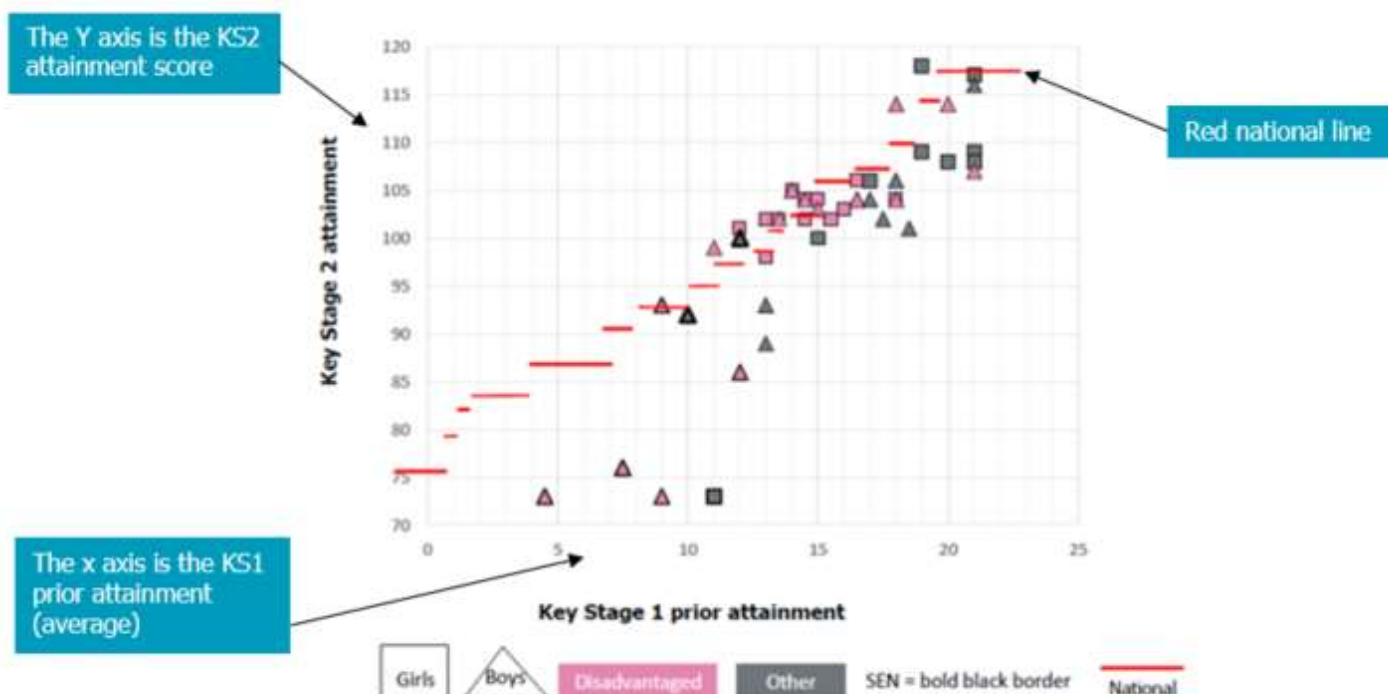 The Y axis is the KS2
attainment score
Red national line
Key Stage 2 attainment
120
115
110
105
100
95
90
85
80
75
70
0 5 10 15 20 25
The x axis is the KS1
prior attainment
(average)
Key Stage 1 prior attainment
Girls Boys Disadvantaged Other SEN = bold black border National